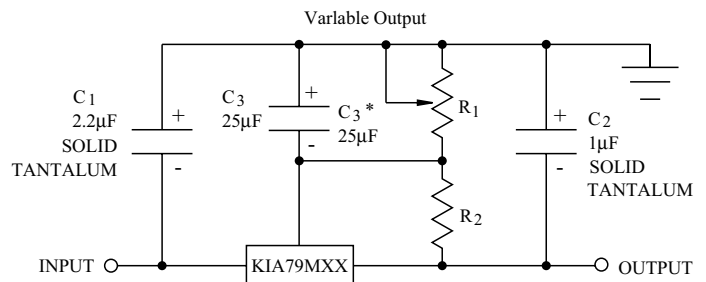 Varlable Output
C1
2.2μF
SOLID
TANTALUM
+
-
C3
25μF
+
-
C3*
25μF
R1
R2
+
-
C2
1μF
SOLID
TANTALUM
INPUT
KIA79MXX
OUTPUT